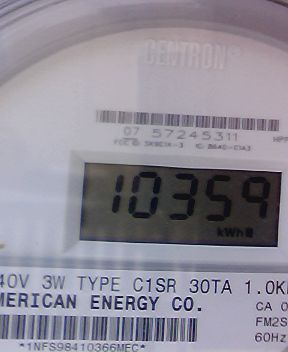 CENTRON®
07 57245311
10359
kWh
40V 3W TYPE C1SR 30TA 1.0K
MERICAN ENERGY CO.
CA 0
FM2S
60Hz
*1NFS98410366MEC*